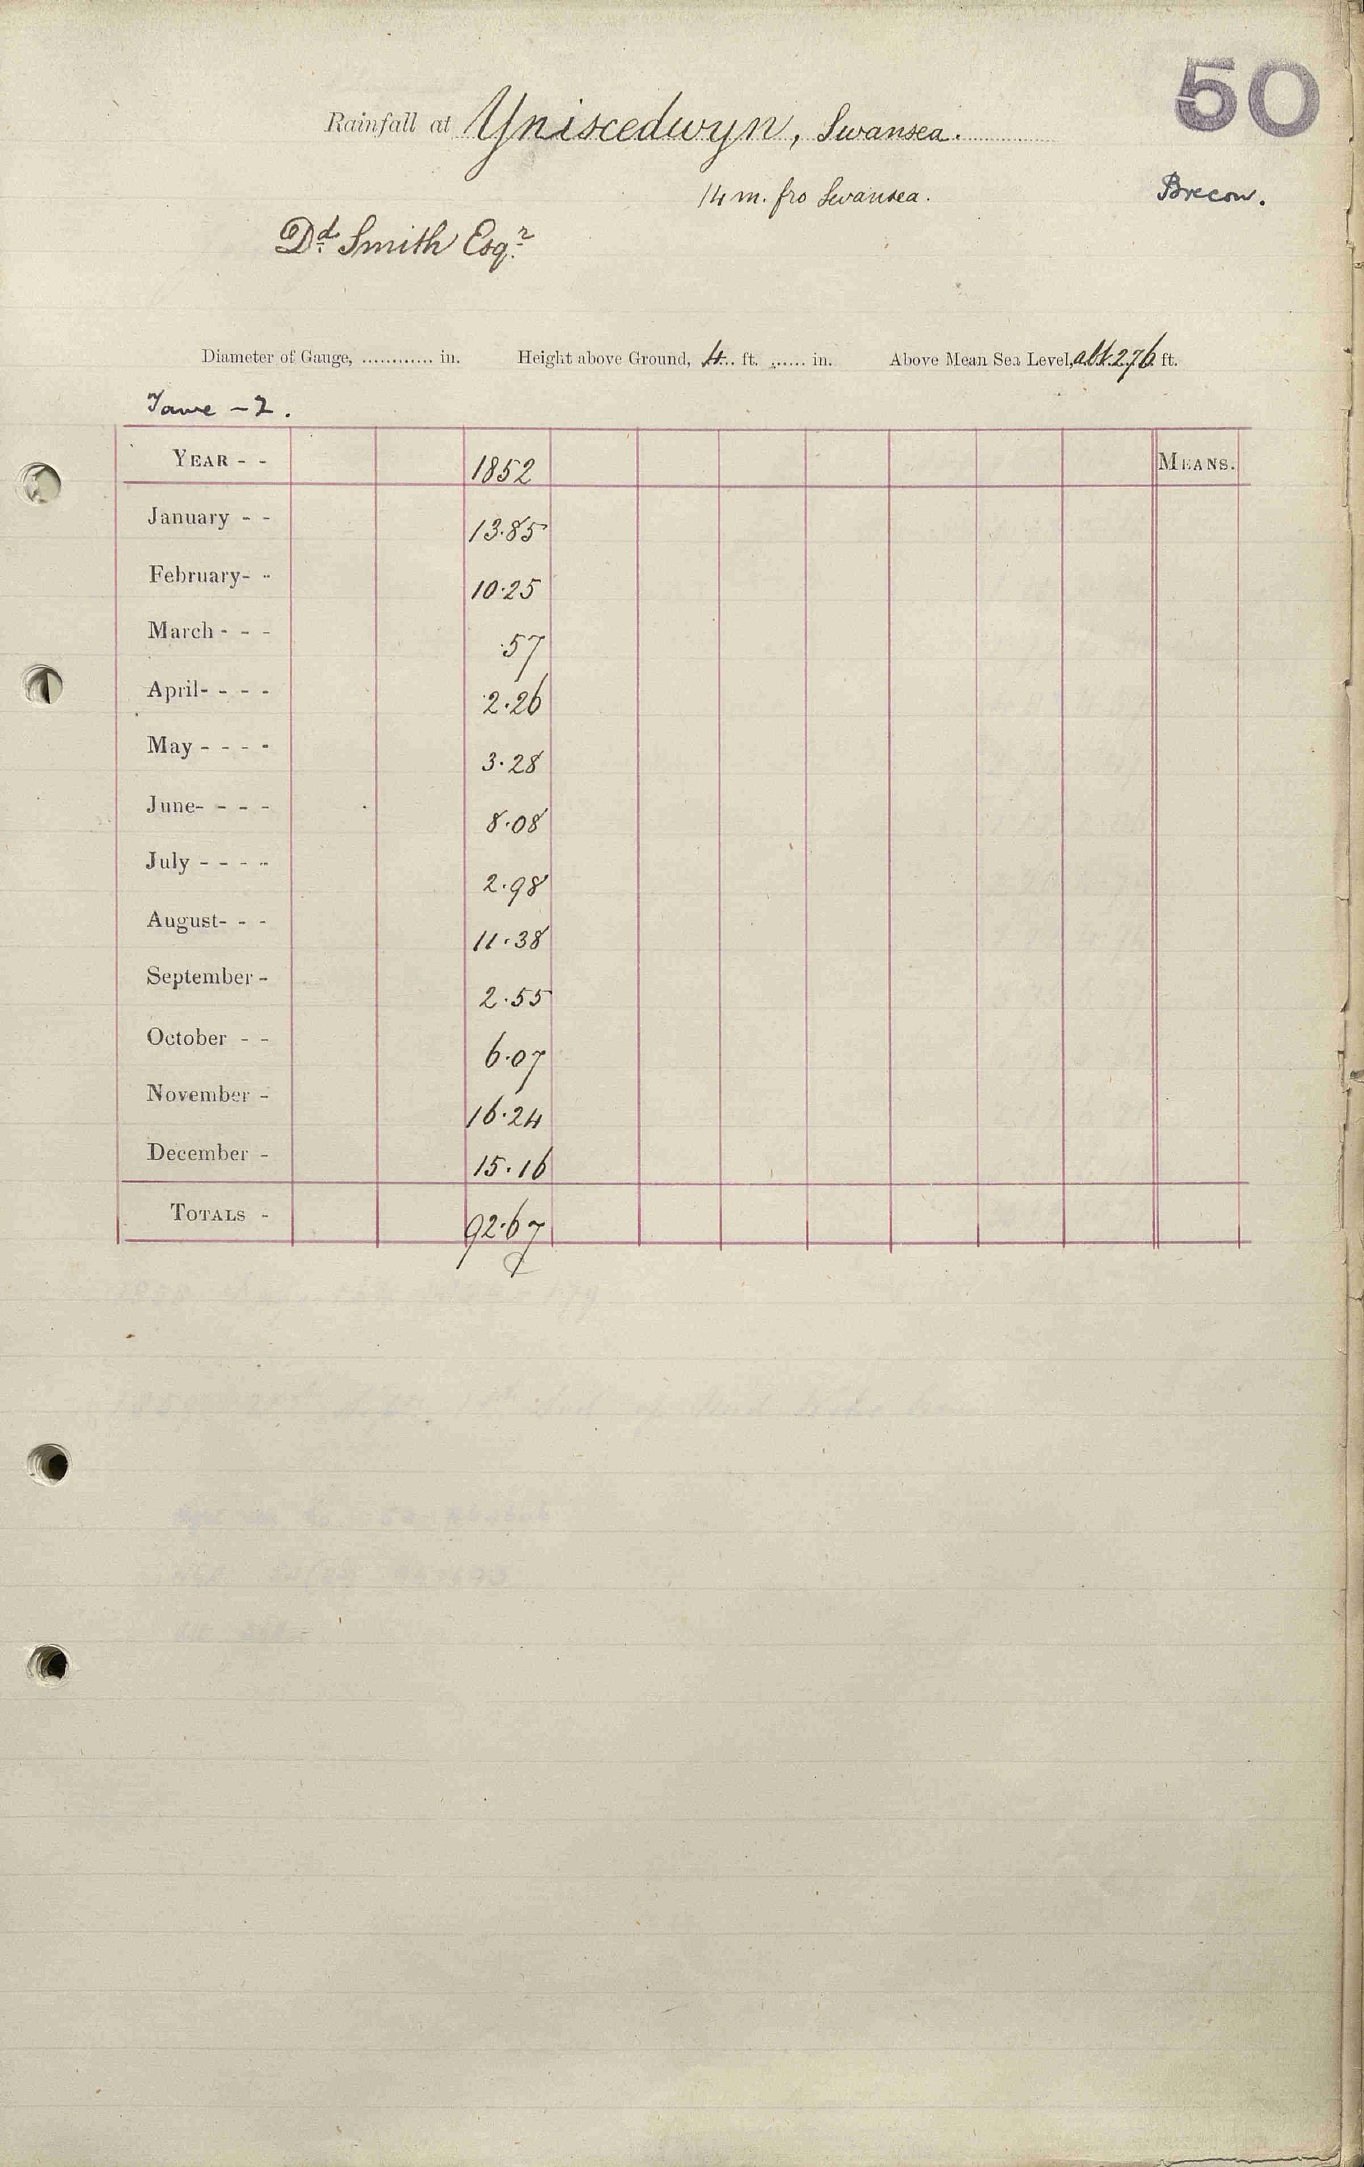 50
Rainfall at Yniscedwyn, Swansea.
14 m. fro Swansea.
Brecon.
Dd Smith Esqr
Diameter of Gauge, ............ in. Height above Ground, 4... ft. ...... in. Above Mean Sea Level, abt. 276 ft.
Tawe - 2.
YEAR - - 1852 MEANS.
January - - 13.85
February- - 10.25
March - - - .57
April- - - - 2.26
May - - - - 3.28
June- - - - 8.08
July - - - - 2.98
August- - - 11.38
September - 2.55
October - - 6.07
November - 16.24
December - 15.16
TOTALS - 92.67